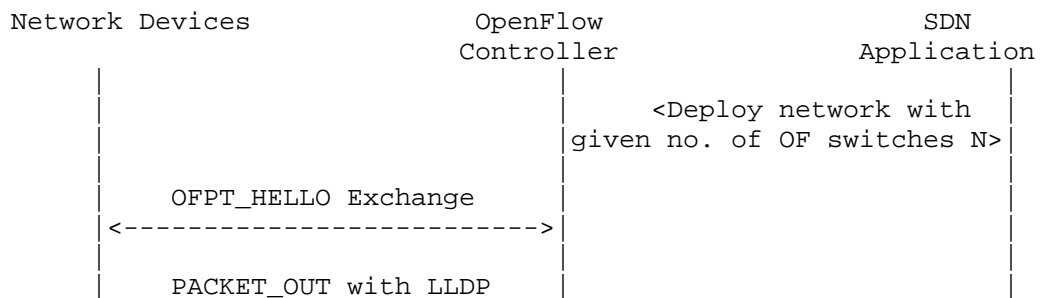 Network Devices OpenFlow SDN
Controller Application
<Deploy network with
given no. of OF switches N>
OFPT_HELLO Exchange
<-------------------------->
PACKET_OUT with LLDP